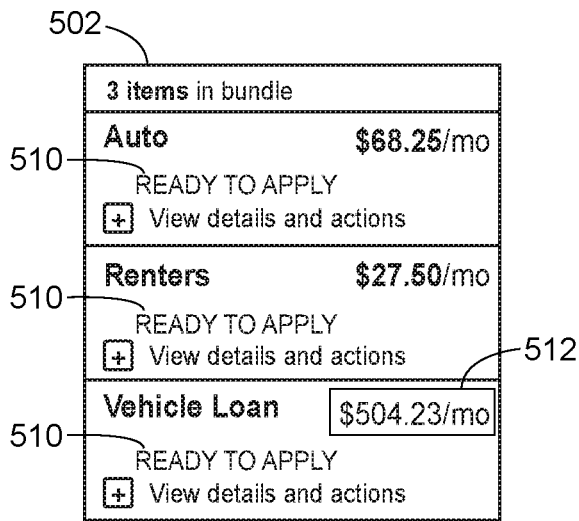 502
3 items in bundle
Auto $68.25/mo
510
READY TO APPLY
+ View details and actions
Renters $27.50/mo
510
READY TO APPLY
+ View details and actions
512
Vehicle Loan $504.23/mo
510
READY TO APPLY
+ View details and actions